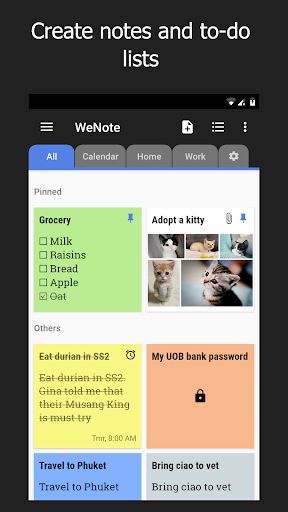 Create notes and to-do
lists
WeNote
All
Calendar
Home
Work
Pinned
Grocery
☐ Milk
☐ Raisins
☐ Bread
☐ Apple
☑ Oat
Adopt a kitty
Others
Eat durian in SS2
Eat durian in SS2.
Gina told me that
their Musang King
is must try
Tmr, 8:00 AM
My UOB bank password
Travel to Phuket
Travel to Phuket
Bring ciao to vet
Bring ciao to vet